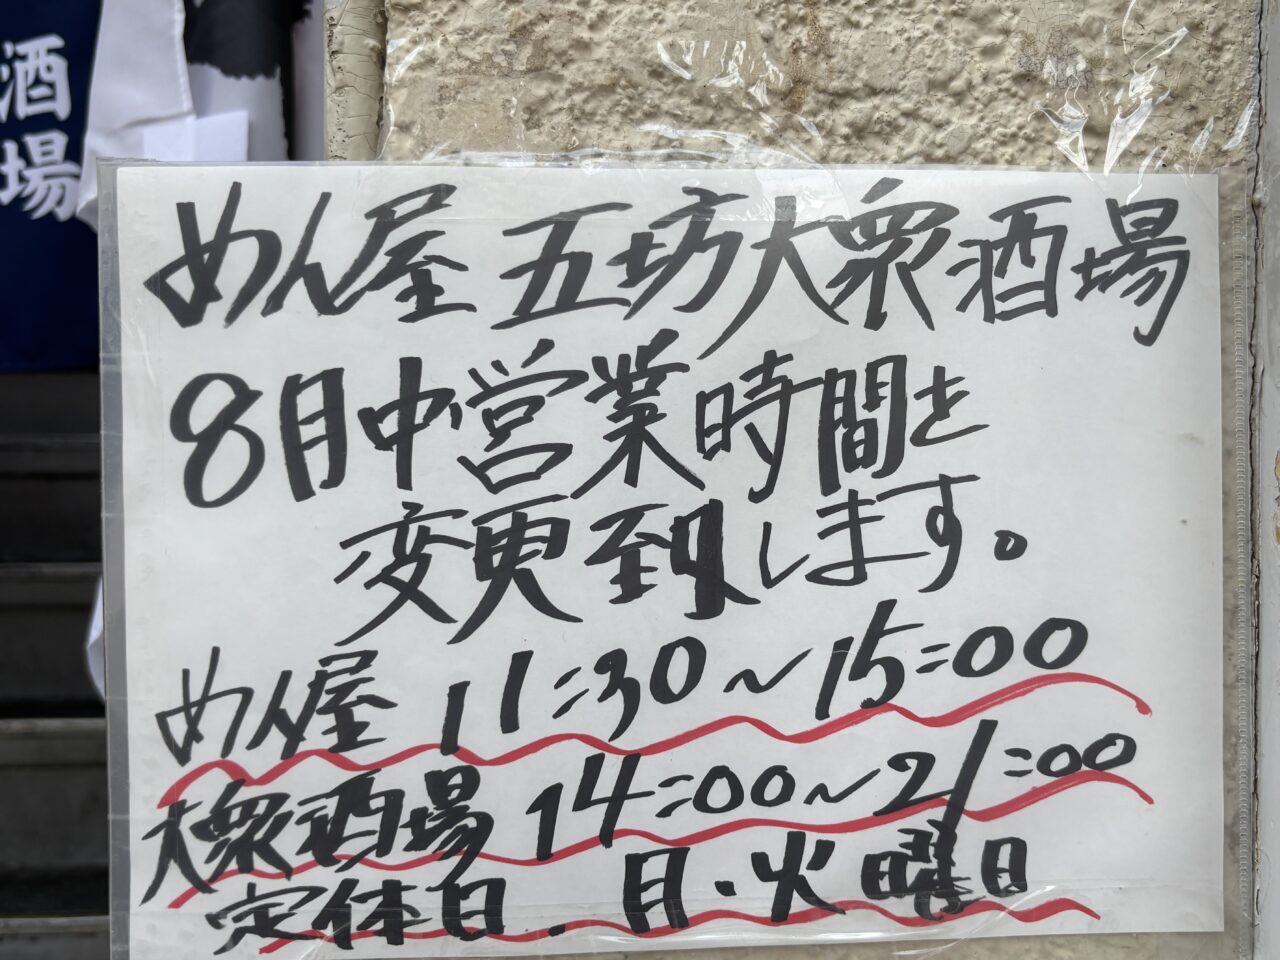 酒場
めん屋 五坊大衆酒場
8月中営業時間を
変更致します。
めん屋 11:30~15:00
大衆酒場 14:00~21:00
定休日. 月・火曜日